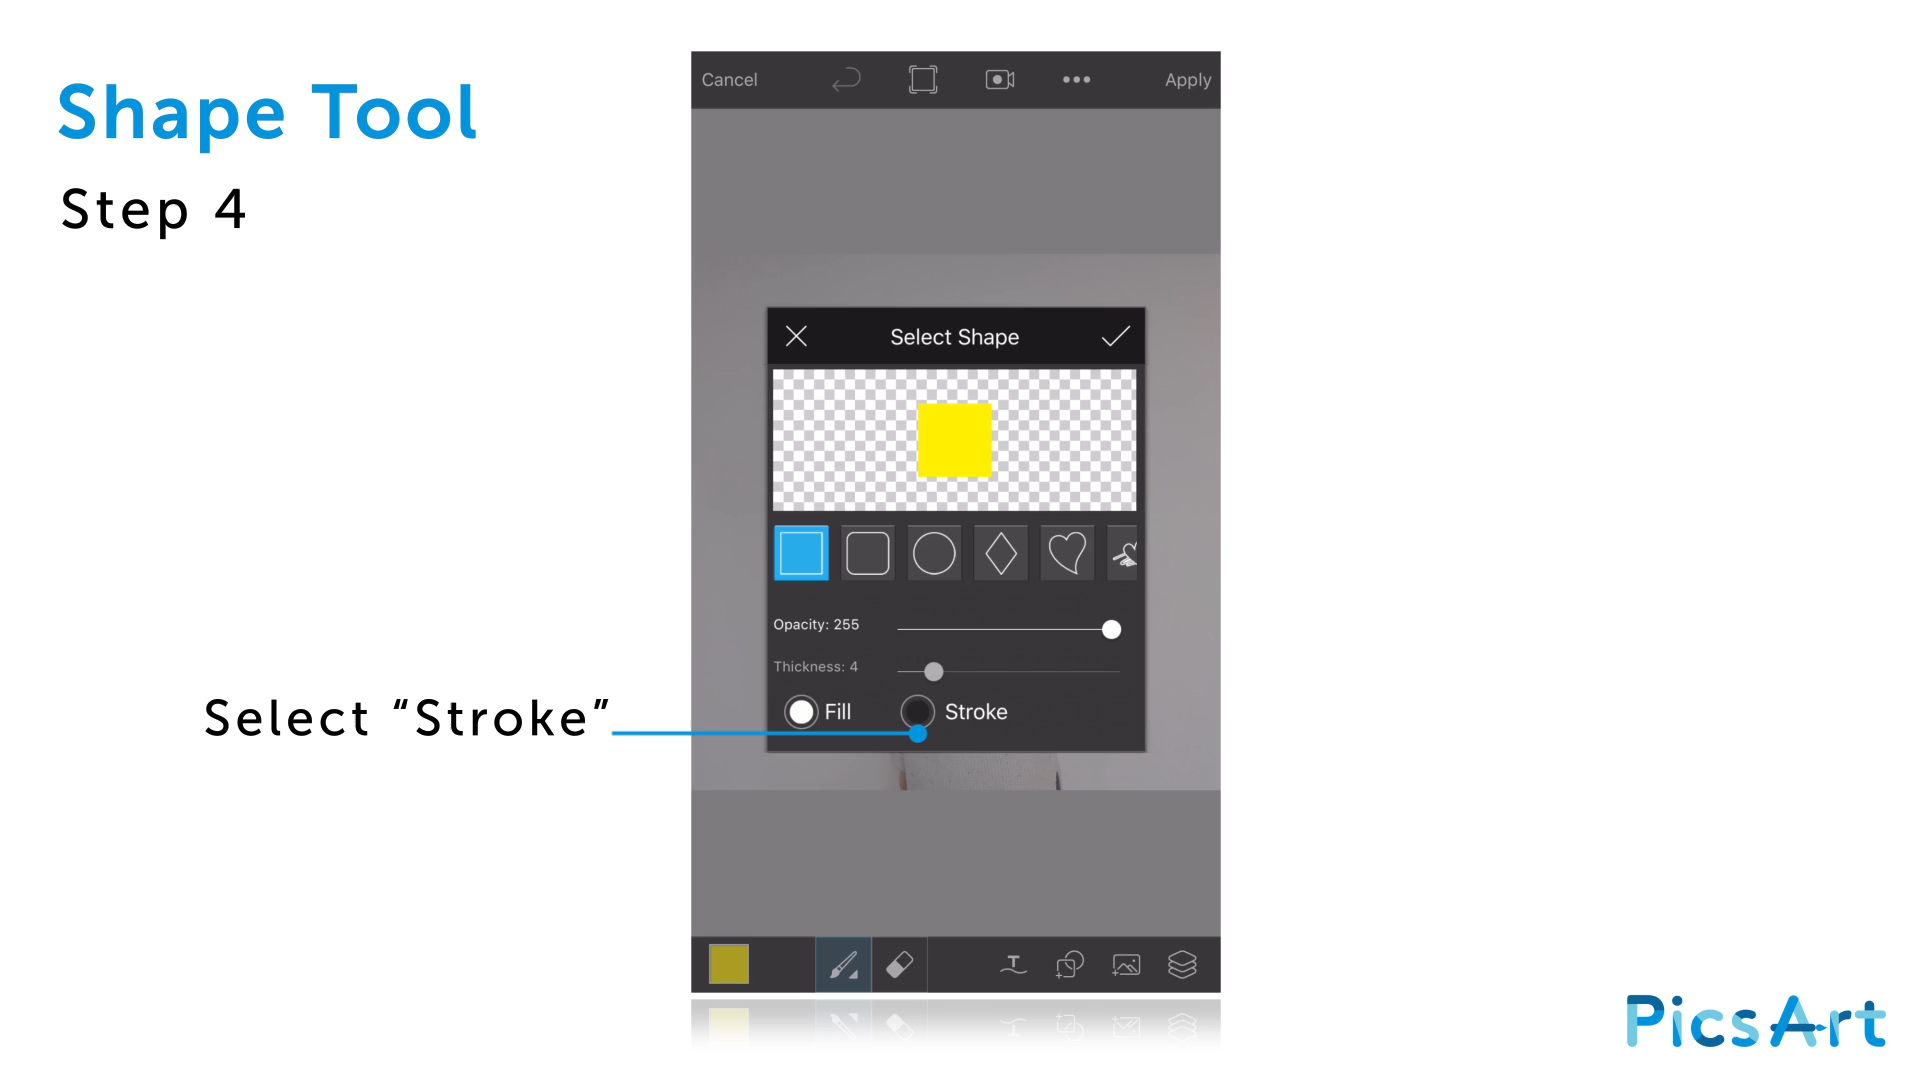 Shape Tool
Step 4
Cancel
Apply
Select Shape
Opacity: 255
Thickness: 4
Fill
Stroke
Select “Stroke”
T
PicsArt